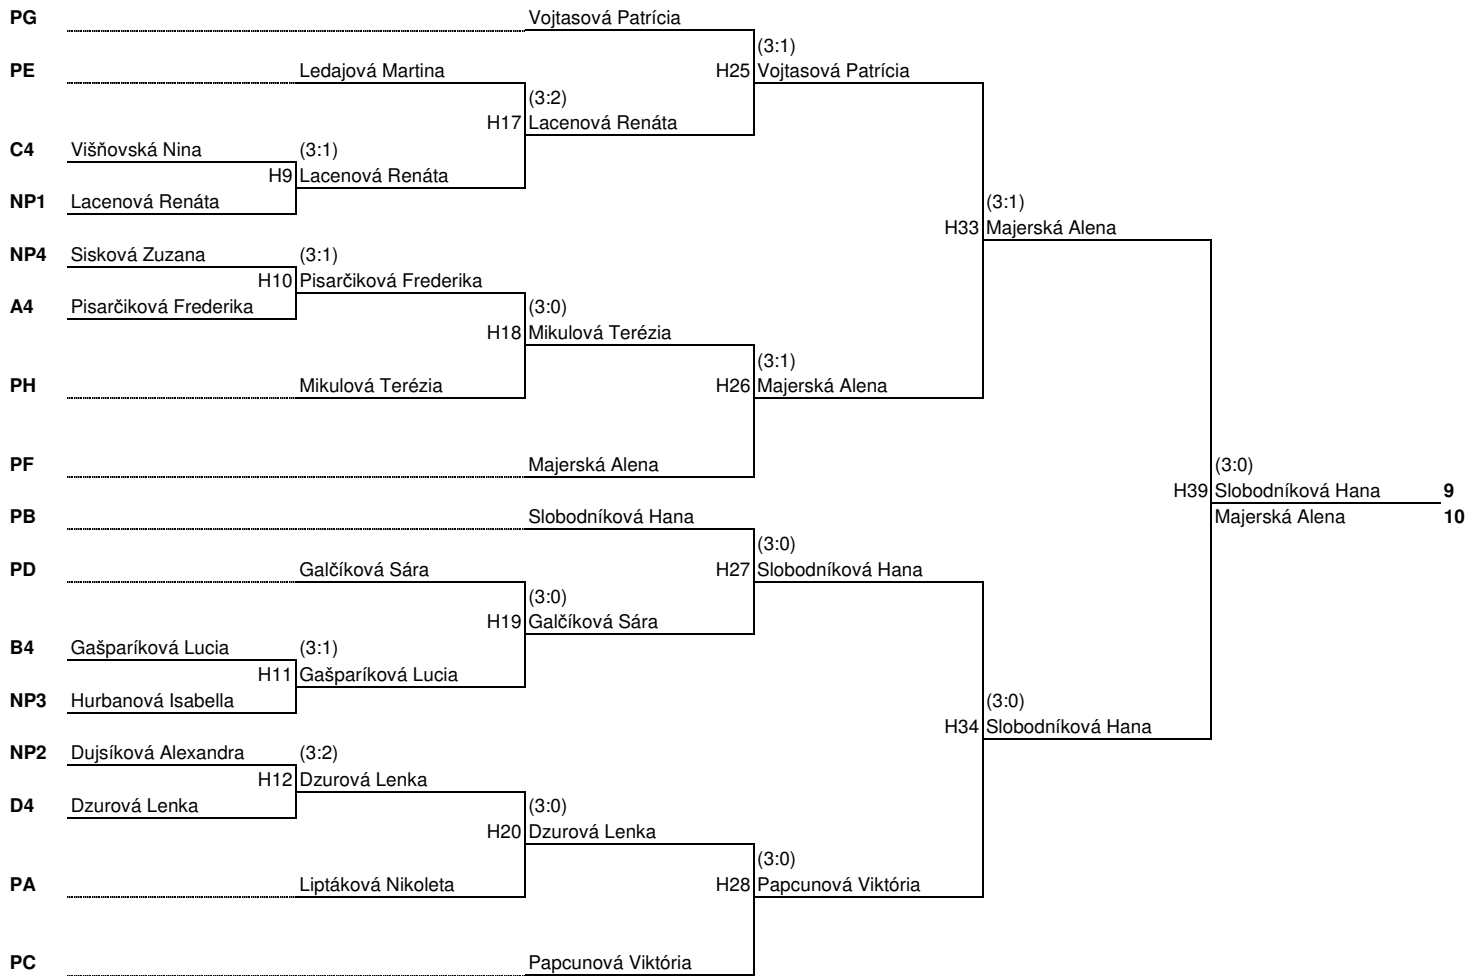 PG Vojtasová Patrícia
(3:1)
PE Ledajová Martina H25 Vojtasová Patrícia
(3:2)
H17 Lacenová Renáta
C4 Višňovská Nina (3:1)
H9 Lacenová Renáta
NP1 Lacenová Renáta (3:1)
H33 Majerská Alena
NP4 Sisková Zuzana (3:1)
H10 Pisarčiková Frederika
A4 Pisarčiková Frederika (3:0)
H18 Mikulová Terézia
(3:1)
PH Mikulová Terézia H26 Majerská Alena
PF Majerská Alena (3:0)
H39 Slobodníková Hana 9
PB Slobodníková Hana Majerská Alena 10
(3:0)
PD Galčíková Sára H27 Slobodníková Hana
(3:0)
H19 Galčíková Sára
B4 Gašparíková Lucia (3:1)
H11 Gašparíková Lucia
NP3 Hurbanová Isabella (3:0)
H34 Slobodníková Hana
NP2 Dujsíková Alexandra (3:2)
H12 Dzurová Lenka
D4 Dzurová Lenka (3:0)
H20 Dzurová Lenka
(3:0)
PA Liptáková Nikoleta H28 Papcunová Viktória
PC Papcunová Viktória